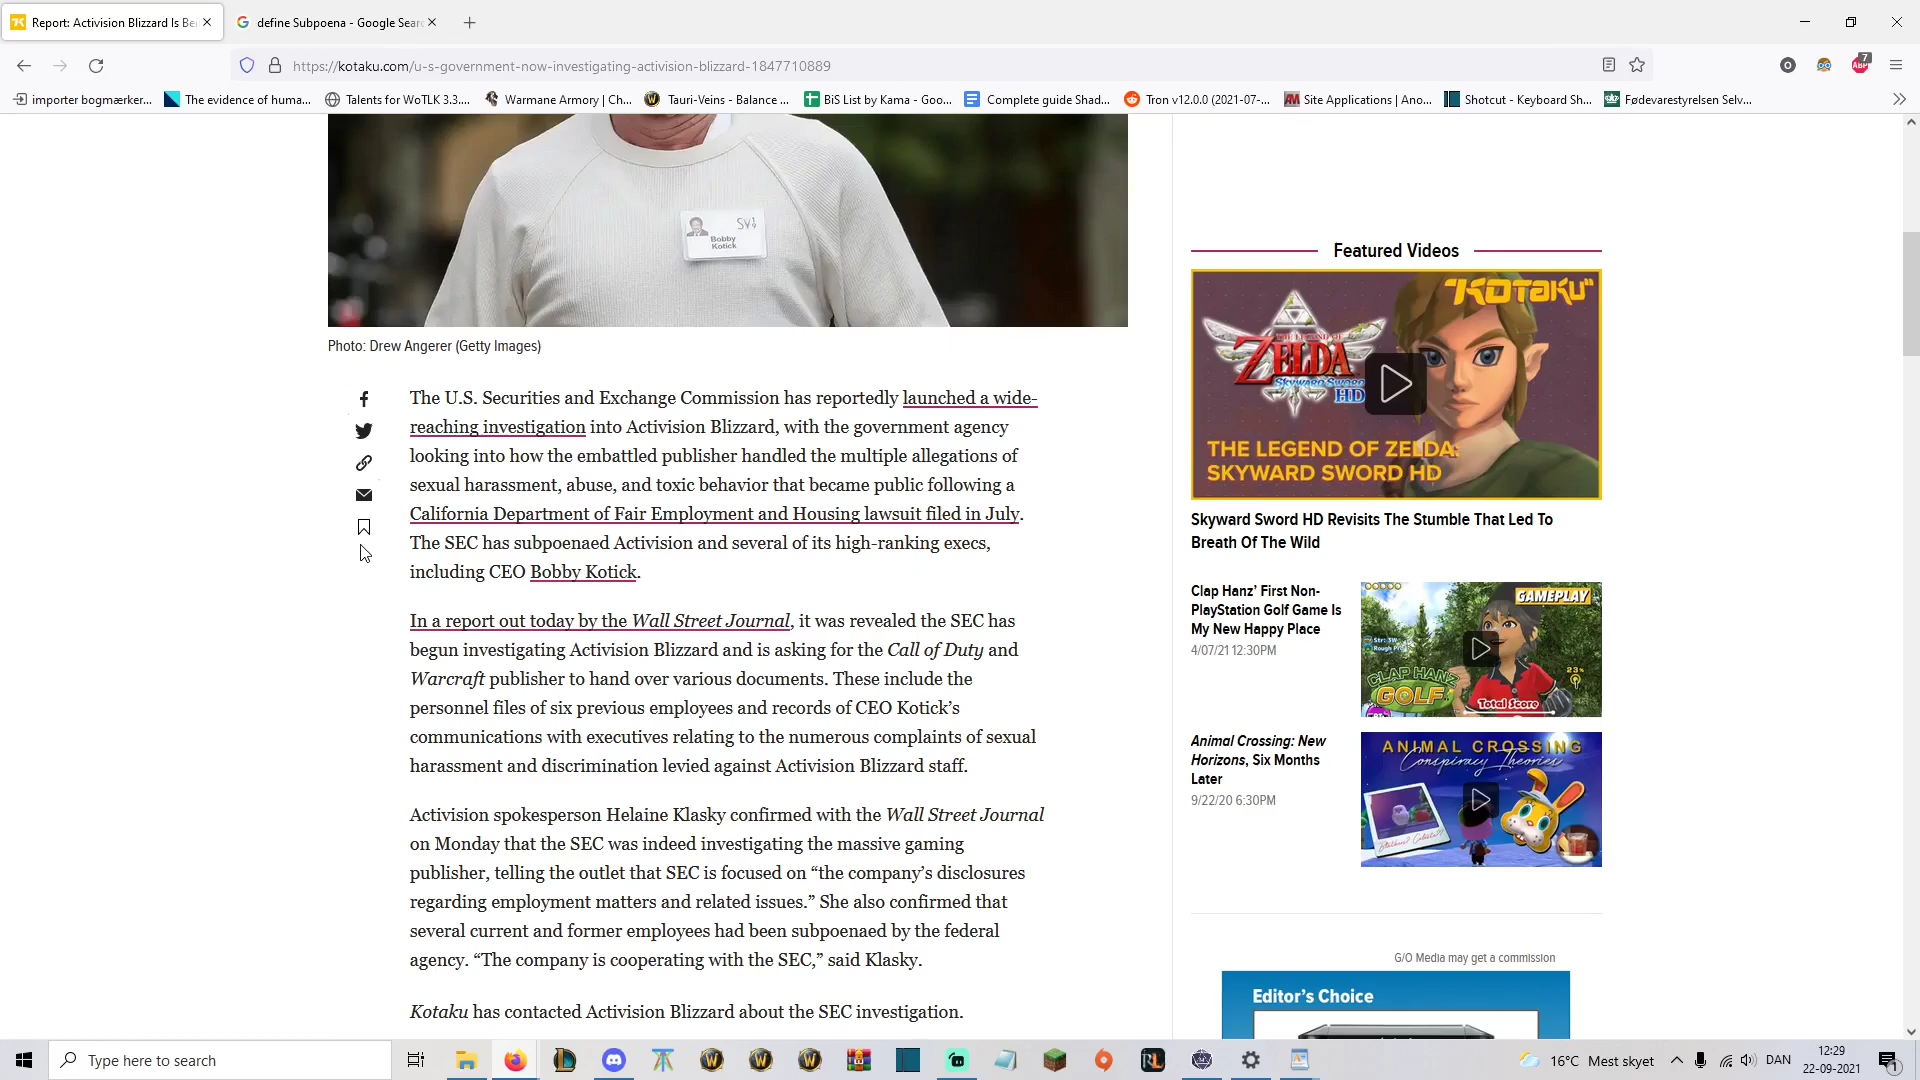 Report: Activision Blizzard Is Bei
define Subpoena - Google Sear
https://kotaku.com/u-s-government-now-investigating-activision-blizzard-1847710889
O
ABP
7
importer bogmærker...
The evidence of huma...
Talents for WoTLK 3.3....
Warmane Armory | Ch...
Tauri-Veins - Balance ...
BiS List by Kama - Goo...
Complete guide Shad...
Tron v12.0.0 (2021-07-...
Site Applications | Ano...
Shotcut - Keyboard Sh...
Fødevarestyrelsen Selv...
Bobby
Kotick
Photo: Drew Angerer (Getty Images)
The U.S. Securities and Exchange Commission has reportedly launched a wide-
reaching investigation into Activision Blizzard, with the government agency
looking into how the embattled publisher handled the multiple allegations of
sexual harassment, abuse, and toxic behavior that became public following a
California Department of Fair Employment and Housing lawsuit filed in July.
The SEC has subpoenaed Activision and several of its high-ranking execs,
including CEO Bobby Kotick.
In a report out today by the Wall Street Journal, it was revealed the SEC has
begun investigating Activision Blizzard and is asking for the Call of Duty and
Warcraft publisher to hand over various documents. These include the
personnel files of six previous employees and records of CEO Kotick’s
communications with executives relating to the numerous complaints of sexual
harassment and discrimination levied against Activision Blizzard staff.
Activision spokesperson Helaine Klasky confirmed with the Wall Street Journal
on Monday that the SEC was indeed investigating the massive gaming
publisher, telling the outlet that SEC is focused on “the company’s disclosures
regarding employment matters and related issues.” She also confirmed that
several current and former employees had been subpoenaed by the federal
agency. “The company is cooperating with the SEC,” said Klasky.
Kotaku has contacted Activision Blizzard about the SEC investigation.
Featured Videos
KOTaKU
THE LEGEND OF
ZELDA
Skyward Sword
HD
THE LEGEND OF ZELDA:
SKYWARD SWORD HD
Skyward Sword HD Revisits The Stumble That Led To
Breath Of The Wild
Clap Hanz’ First Non-
PlayStation Golf Game Is
My New Happy Place
4/07/21 12:30PM
GAMEPLAY
Str: 3W
23%
CLAP HANZ
GOLF
Total Score
Animal Crossing: New
Horizons, Six Months
Later
9/22/20 6:30PM
ANIMAL CROSSING
Conspiracy Theories
G/O Media may get a commission
Editor’s Choice
Type here to search
16°C Mest skyet
DAN
12:29
22-09-2021
1